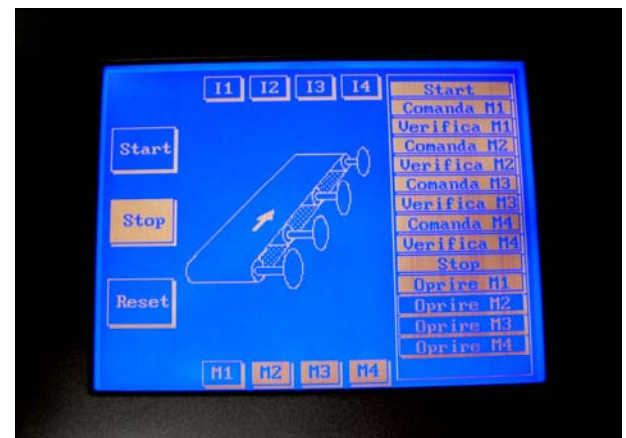 I1 I2 I3 I4
Start
Stop
Reset
M1 M2 M3 M4
Start
Comanda M1
Verifica M1
Comanda M2
Verifica M2
Comanda M3
Verifica M3
Comanda M4
Verifica M4
Stop
Oprire M1
Oprire M2
Oprire M3
Oprire M4